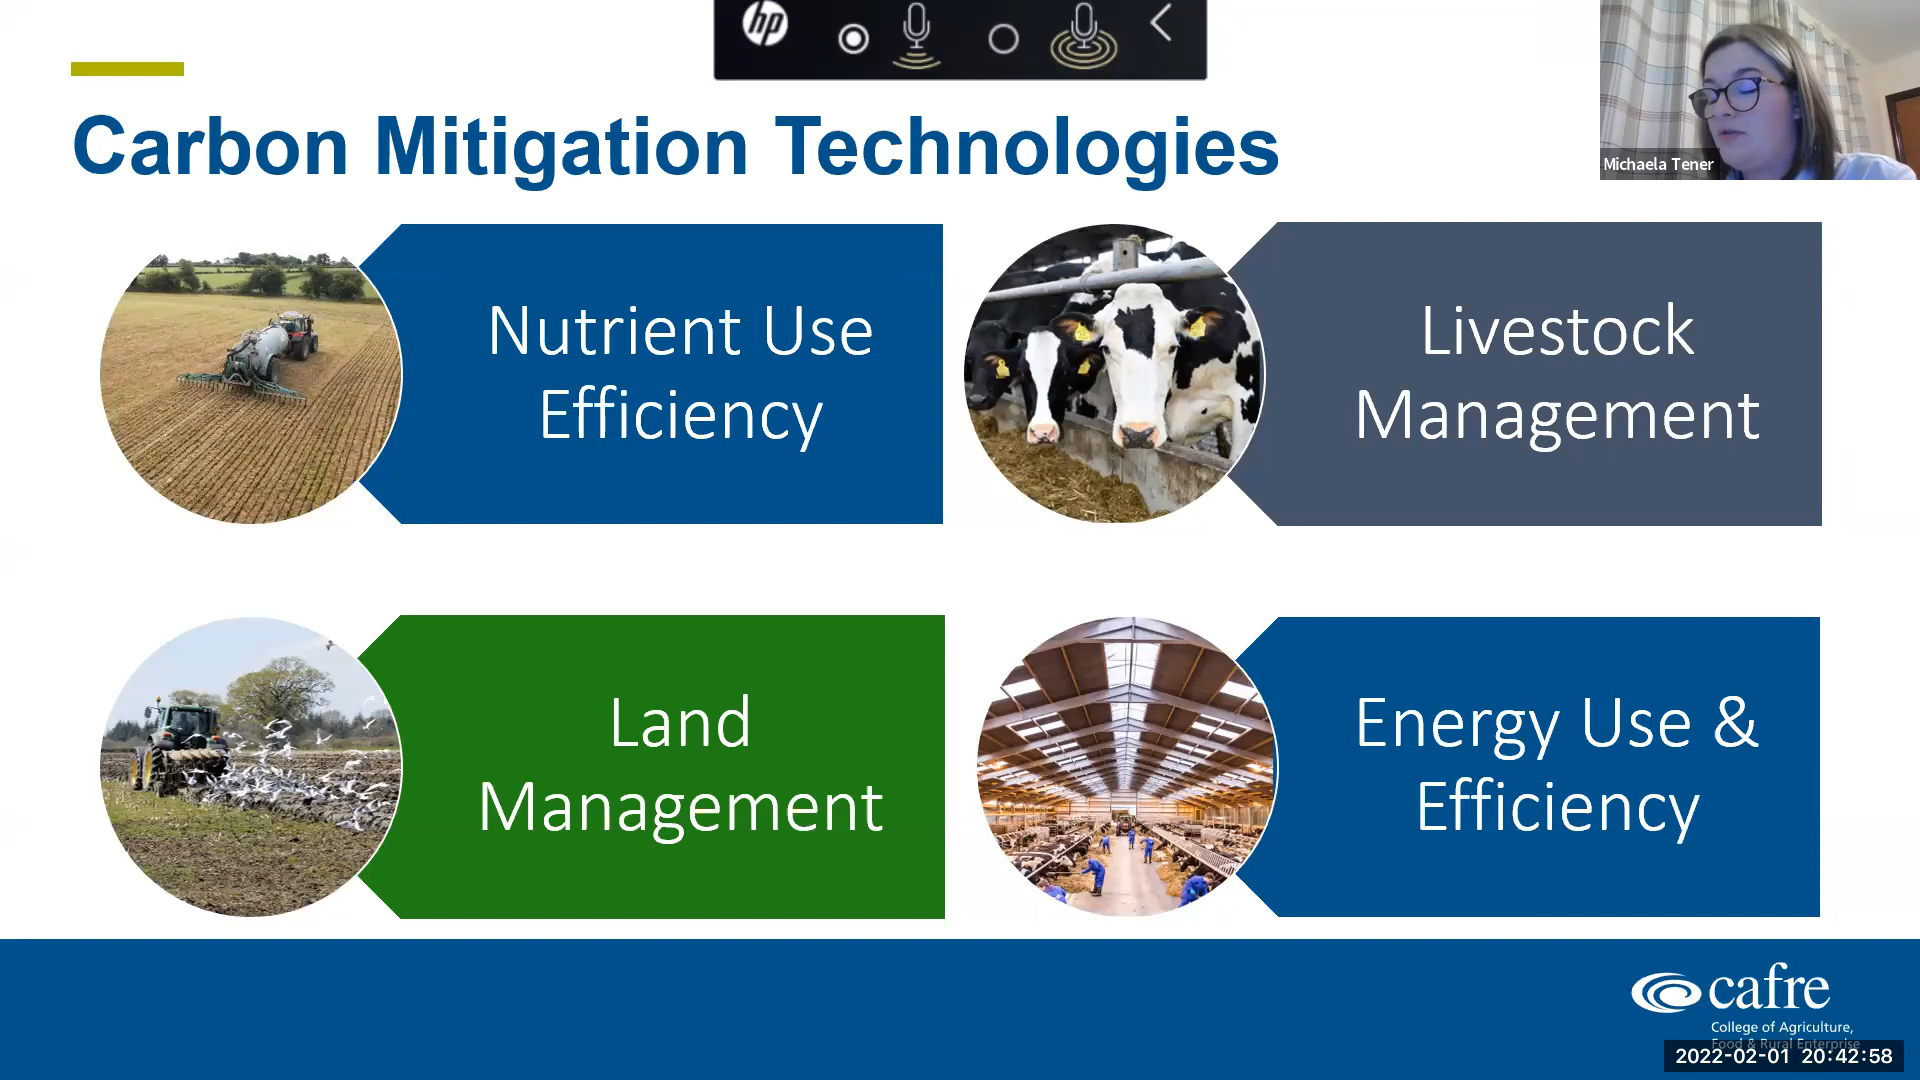 hp
Carbon Mitigation Technologies
Michaela Tener
Nutrient Use
Efficiency
Livestock
Management
Land
Management
Energy Use &
Efficiency
cafre
College of Agriculture,
Food & Rural Enterprise
2022-02-01 20:42:58